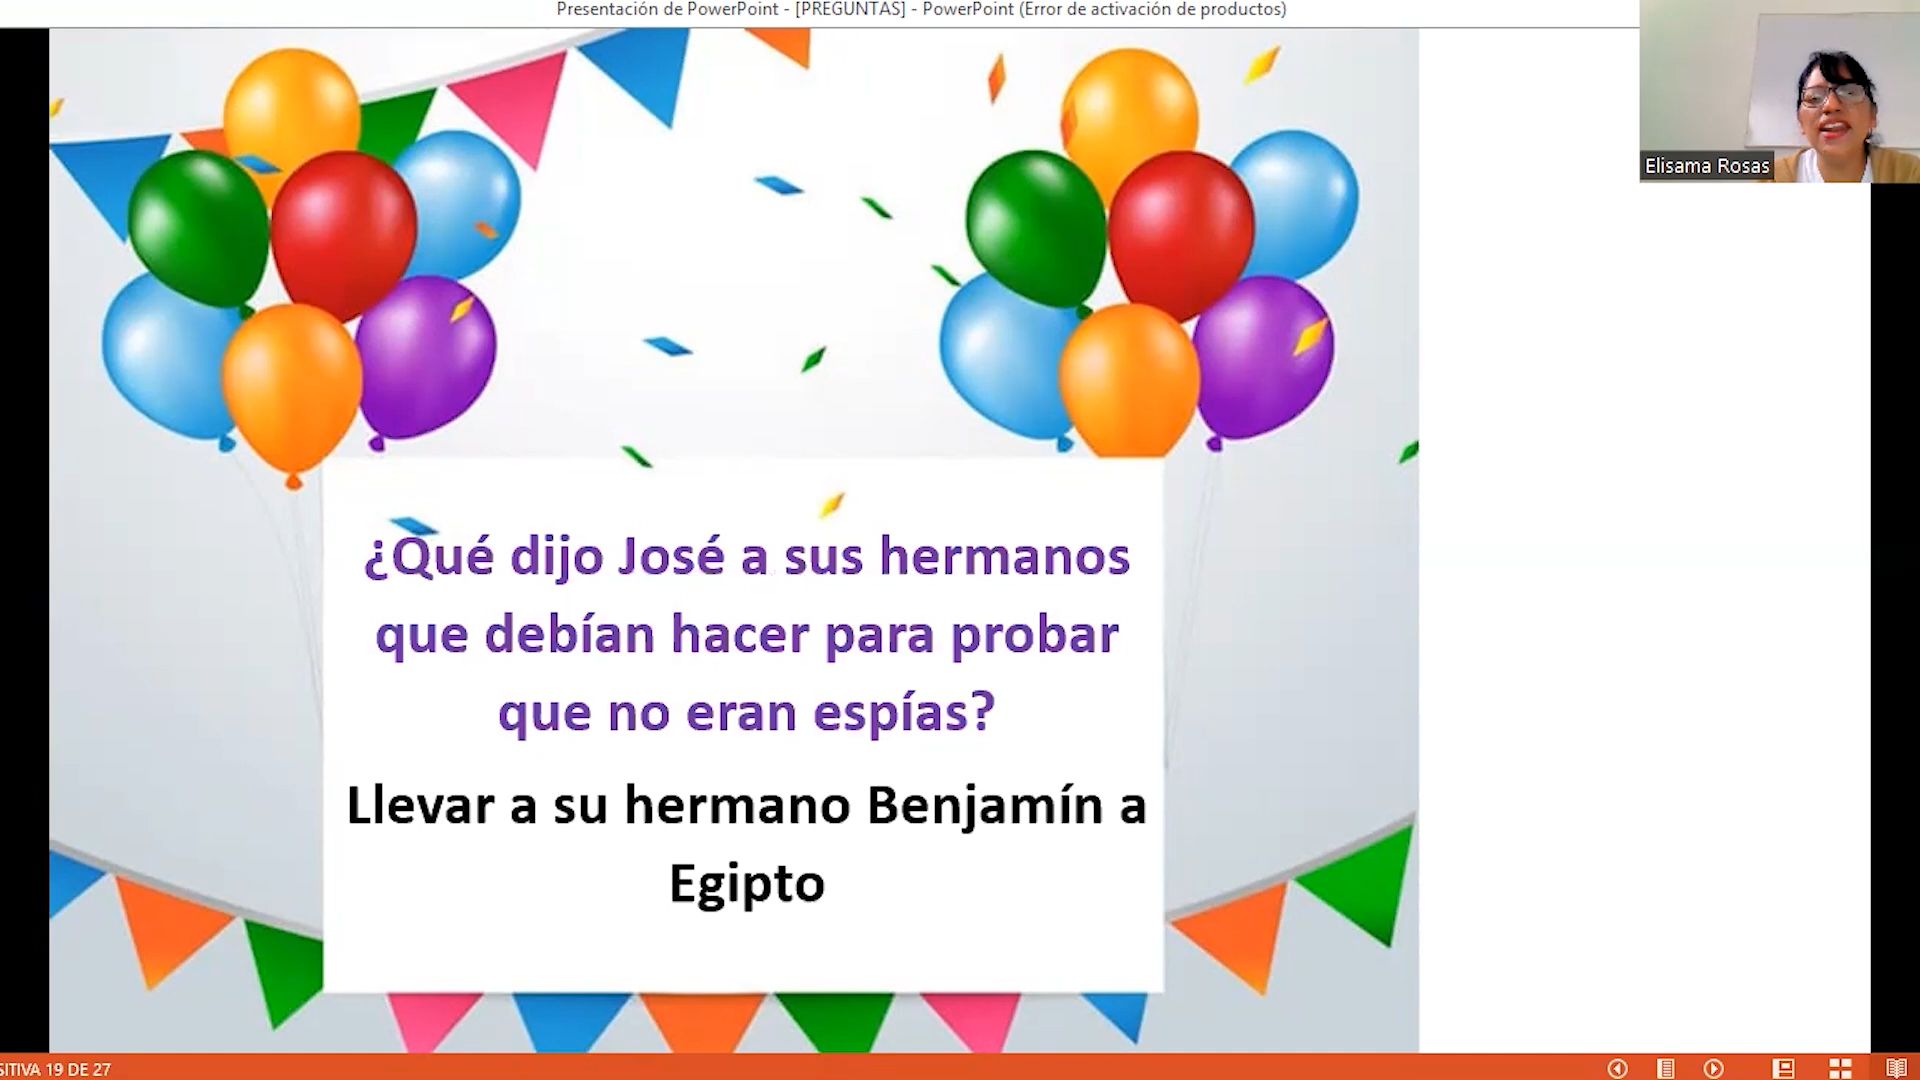 Presentación de PowerPoint - [PREGUNTAS] - PowerPoint (Error de activación de productos)
Elisama Rosas
¿Qué dijo José a sus hermanos
que debían hacer para probar
que no eran espías?
Llevar a su hermano Benjamín a
Egipto
SITIVA 19 DE 27